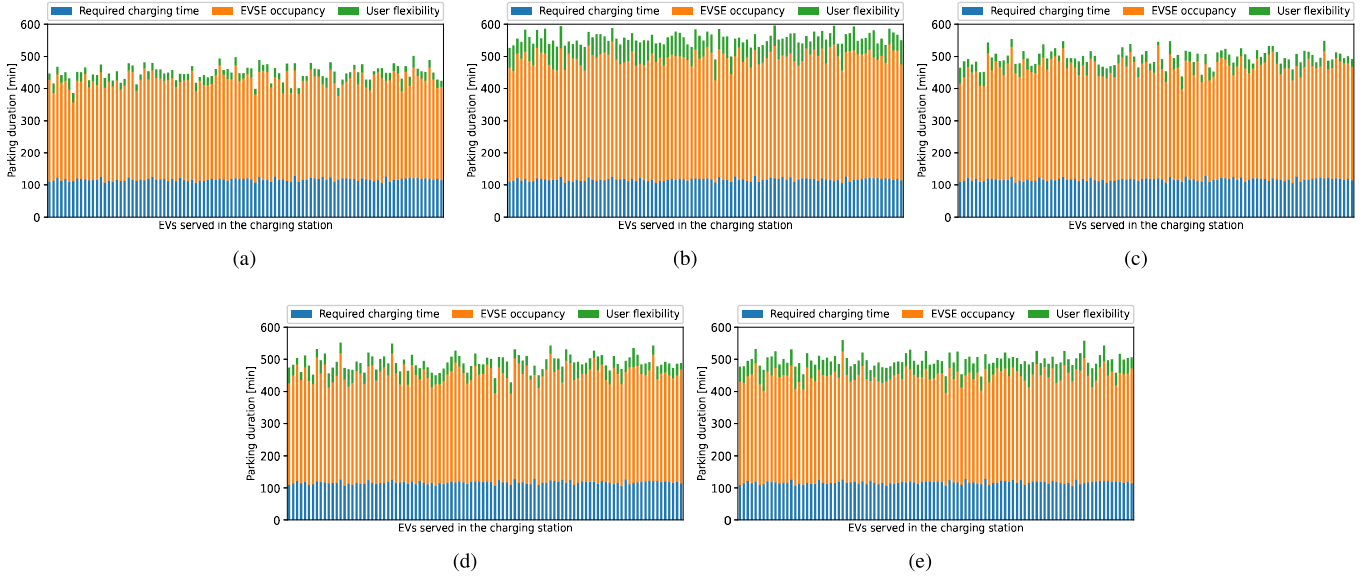 Required charging time EVSE occupancy User flexibility
600
500
400
300
200
100
0
Parking duration [min]
EVs served in the charging station
(a)
Required charging time EVSE occupancy User flexibility
600
500
400
300
200
100
0
Parking duration [min]
EVs served in the charging station
(b)
Required charging time EVSE occupancy User flexibility
600
500
400
300
200
100
0
Parking duration [min]
EVs served in the charging station
(c)
Required charging time EVSE occupancy User flexibility
600
500
400
300
200
100
0
Parking duration [min]
EVs served in the charging station
(d)
Required charging time EVSE occupancy User flexibility
600
500
400
300
200
100
0
Parking duration [min]
EVs served in the charging station
(e)